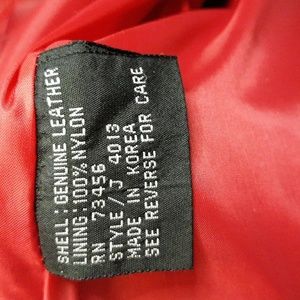 SHELL : GENUINE LEATHER
LINING : 100% NYLON
RN 73456
STYLE / J 4013
MADE IN KOREA
SEE REVERSE FOR CARE